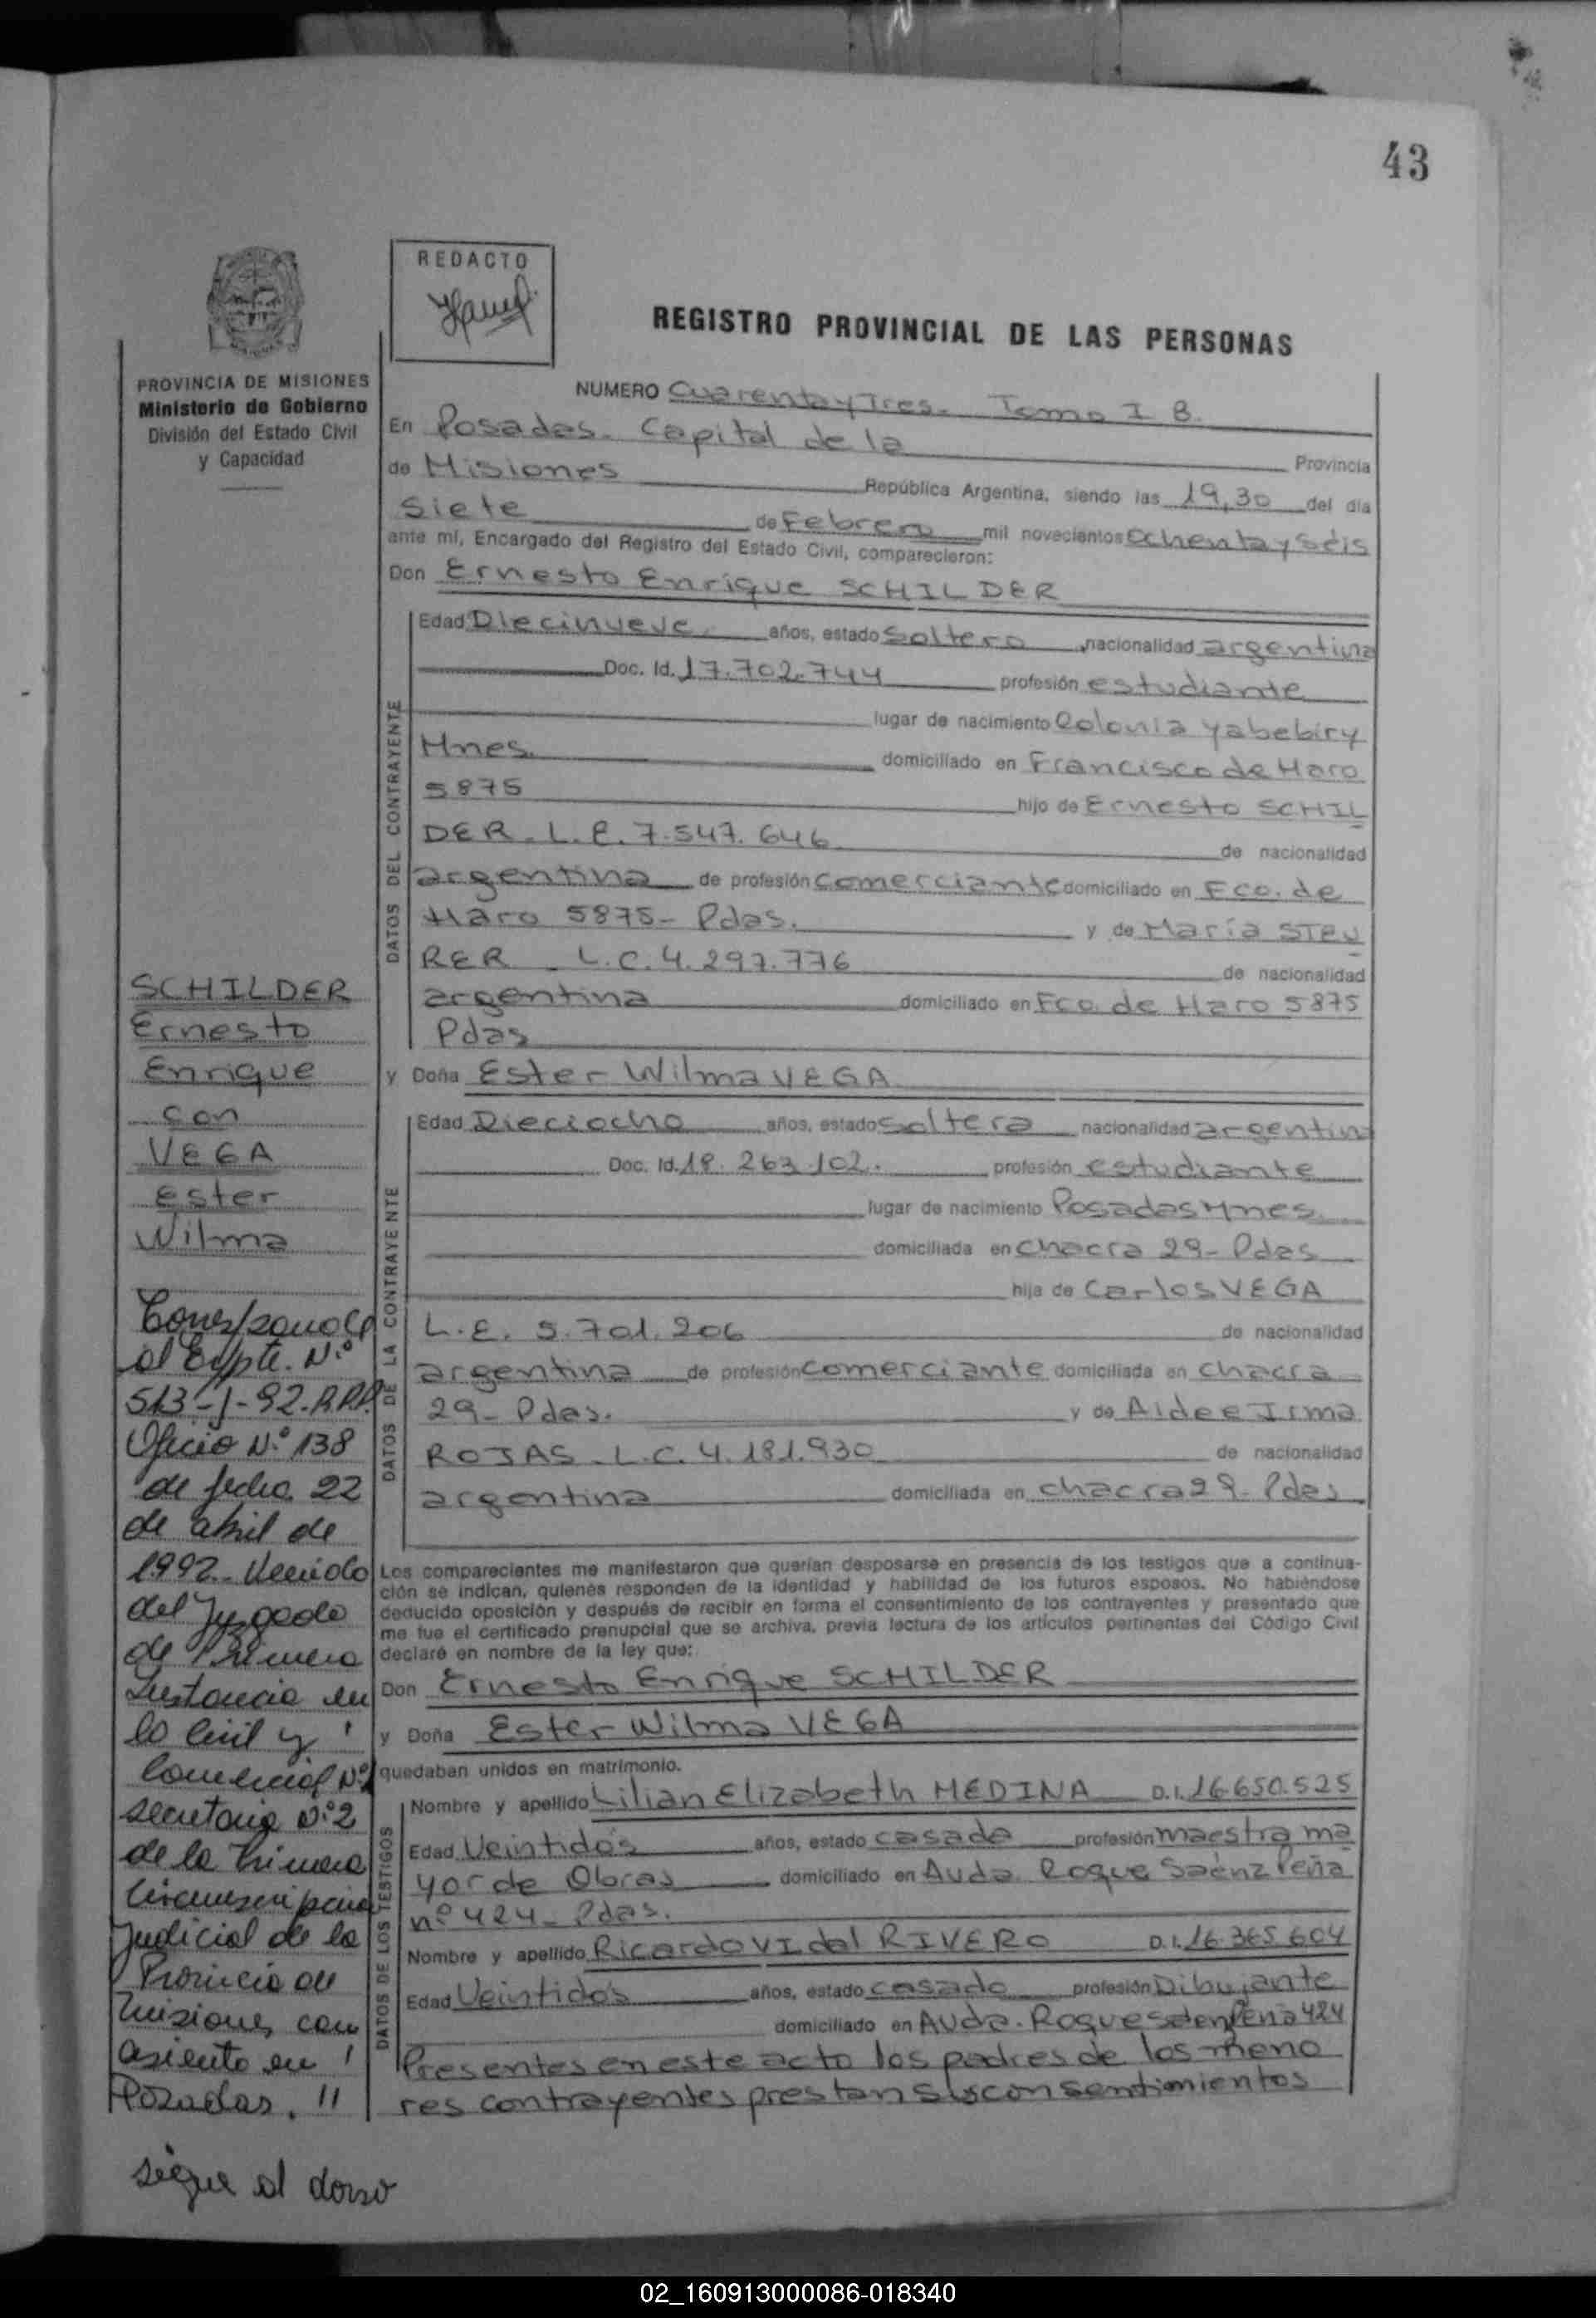 43
REDACTO
REGISTRO PROVINCIAL DE LAS PERSONAS
PROVINCIA DE MISIONES
Ministerio de Gobierno
División del Estado Civil
y Capacidad
NUMERO Cuarenta y Tres. Tomo I B.
En Posadas. Capital de la Provincia
de Misiones República Argentina, siendo las 19,30 del día
Siete de Febrero mil novecientos Ochenta y Séis
ante mí, Encargado del Registro del Estado Civil, comparecieron:
Don Ernesto Enrique SCHILDER
DATOS DEL CONTRAYENTE
Edad Diecinueve. años, estado Soltero nacionalidad argentina
Doc. Id. 17.702.744 profesión estudiante
lugar de nacimiento Colonia Yabebiry
Mnes. domiciliado en Francisco de Haro
5875 hijo de Ernesto SCHIL
DER. L.E. 7.547.646 de nacionalidad
argentina de profesión comerciante domiciliado en Fco. de
Haro 5875- Pdas. y de María STEU
RER L.C. 4.297.776 de nacionalidad
argentina domiciliado en Fco. de Haro 5875
Pdas
y Doña Ester Wilma VEGA
DATOS DE LA CONTRAYENTE
Edad Dieciocho años, estado Soltera nacionalidad argentina
Doc. Id. 18.263.102. profesión estudiante
lugar de nacimiento Posadas Mnes.
domiciliada en chacra 29- Pdas
hija de Carlos VEGA
L.E. 5.701.206 de nacionalidad
argentina de profesión comerciante domiciliada en chacra
29- Pdas. y de Aidee Irma
ROJAS. L.C. 4.181.930 de nacionalidad
argentina domiciliada en chacra 29- Pdas
Los comparecientes me manifestaron que querían desposarse en presencia de los testigos que a continua-
ción se indican, quienes responden de la identidad y habilidad de los futuros esposos. No habiéndose
deducido oposición y después de recibir en forma el consentimiento de los contrayentes y presentado que
me fue el certificado prenupcial que se archiva, previa lectura de los artículos pertinentes del Código Civil
declaré en nombre de la ley que:
Don Ernesto Enrique SCHILDER
y Doña Ester Wilma VEGA
quedaban unidos en matrimonio.
DATOS DE LOS TESTIGOS
Nombre y apellido Lilian Elizabeth MEDINA D.I. 16.650.525
Edad Veintidós años, estado casada profesión maestra ma
yor de Obras domiciliado en Avda. Roque Saénz Peña
nº 424- Pdas.
Nombre y apellido Ricardo Vidal RIVERO D.I. 16.365.604
Edad Veintidós años, estado casado profesión Dibujante
domiciliado en Avda. Roque Peña 424
Presentes en este acto los padres de los meno
res contrayentes prestan sus consentimientos
SCHILDER
Ernesto
Enrique
con
VEGA
Ester
Wilma
Corresponde
al Expte. N.º
513-J-92-R.P.P.
Oficio N.º 138
de fecha 22
de abril de
1992. Venido
del Juzgado
de Primera
Instancia en
lo Civil y
Comercial Nº1
secretaria Nº2
de la Primera
Circunscripción
Judicial de la
Provincia de
Misiones con
asiento en
Posadas. "
sigue al dorso
02_160913000086-018340